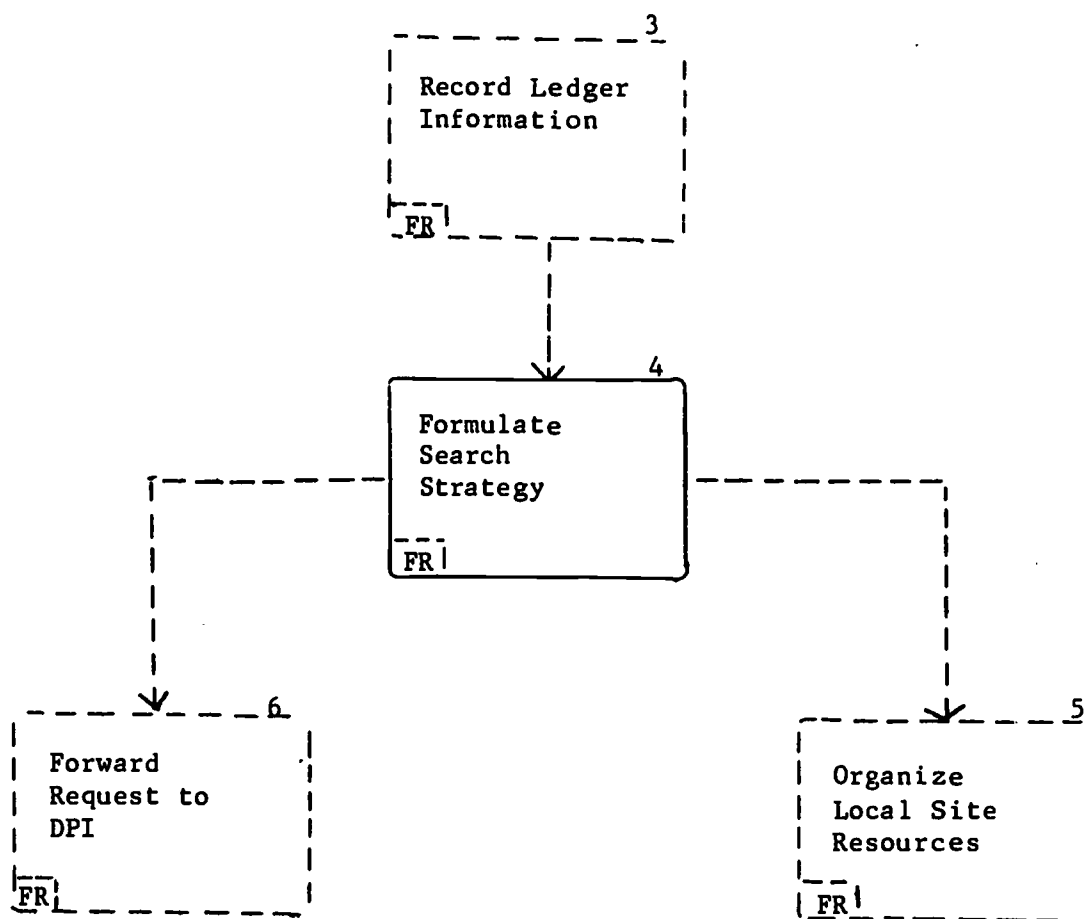 3
Record Ledger
Information
FR
4
Formulate
Search
Strategy
FR
6
Forward
Request to
DPI
FR
5
Organize
Local Site
Resources
FR